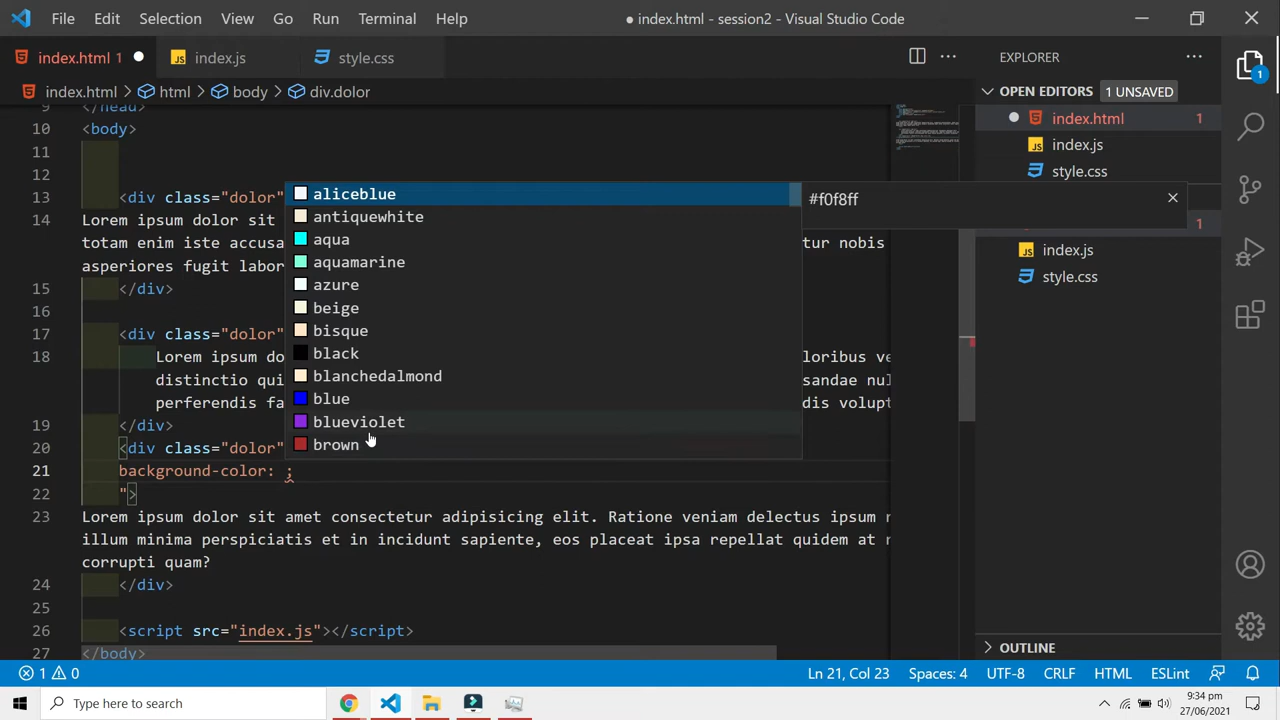 File Edit Selection View Go Run Terminal Help
● index.html - session2 - Visual Studio Code
index.html 1 ● JS index.js style.css
EXPLORER
index.html > html > body > div.dolor
OPEN EDITORS 1 UNSAVED
index.html 1
JS index.js
style.css
1
JS index.js
style.css
9 </head>
10 <body>
11
12
13 <div class="dolor"
14 Lorem ipsum dolor sit
totam enim iste accusa tur nobis
asperiores fugit labor
15 </div>
16
17 <div class="dolor"
18 Lorem ipsum do loribus ve
distinctio qui sandae nul
perferendis fa dis volupt
19 </div>
20 <div class="dolor"
21 background-color: ;
22 ">
23 Lorem ipsum dolor sit amet consectetur adipisicing elit. Ratione veniam delectus ipsum r
illum minima perspiciatis et in incidunt sapiente, eos placeat ipsa repellat quidem at r
corrupti quam?
24 </div>
25
26 <script src="index.js"></script>
27 </body>
aliceblue
antiquewhite
aqua
aquamarine
azure
beige
bisque
black
blanchedalmond
blue
blueviolet
brown
#f0f8ff
1
OUTLINE
1 0 Ln 21, Col 23 Spaces: 4 UTF-8 CRLF HTML ESLint
Type here to search
9:34 pm
27/06/2021